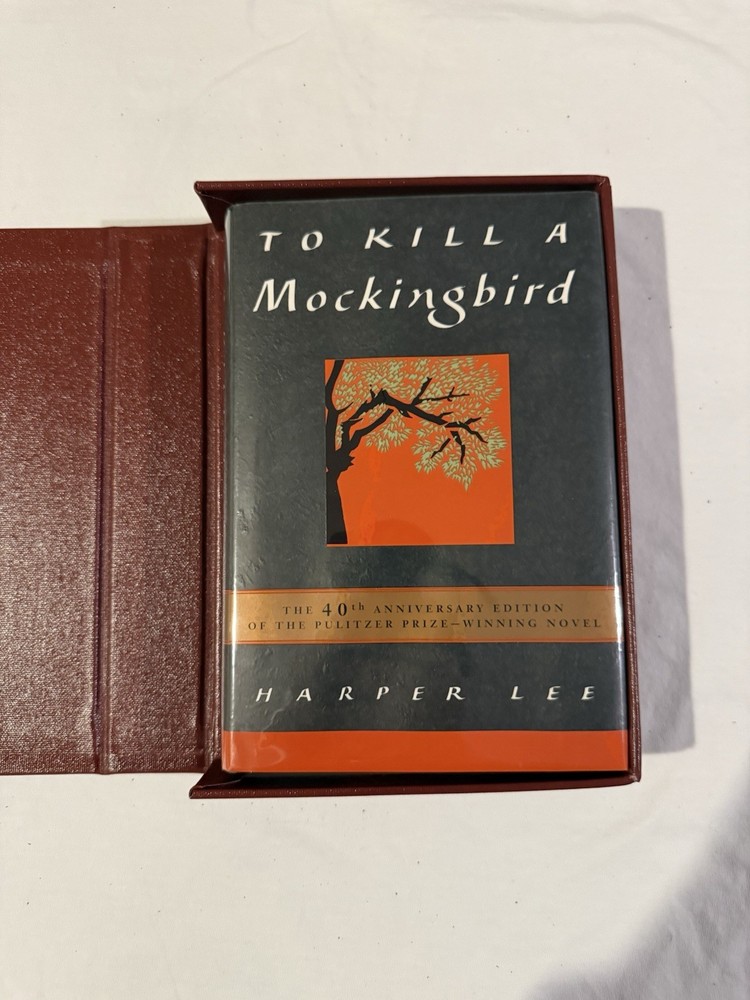 TO KILL A
Mockingbird
THE 40th ANNIVERSARY EDITION
OF THE PULITZER PRIZE–WINNING NOVEL
HARPER LEE